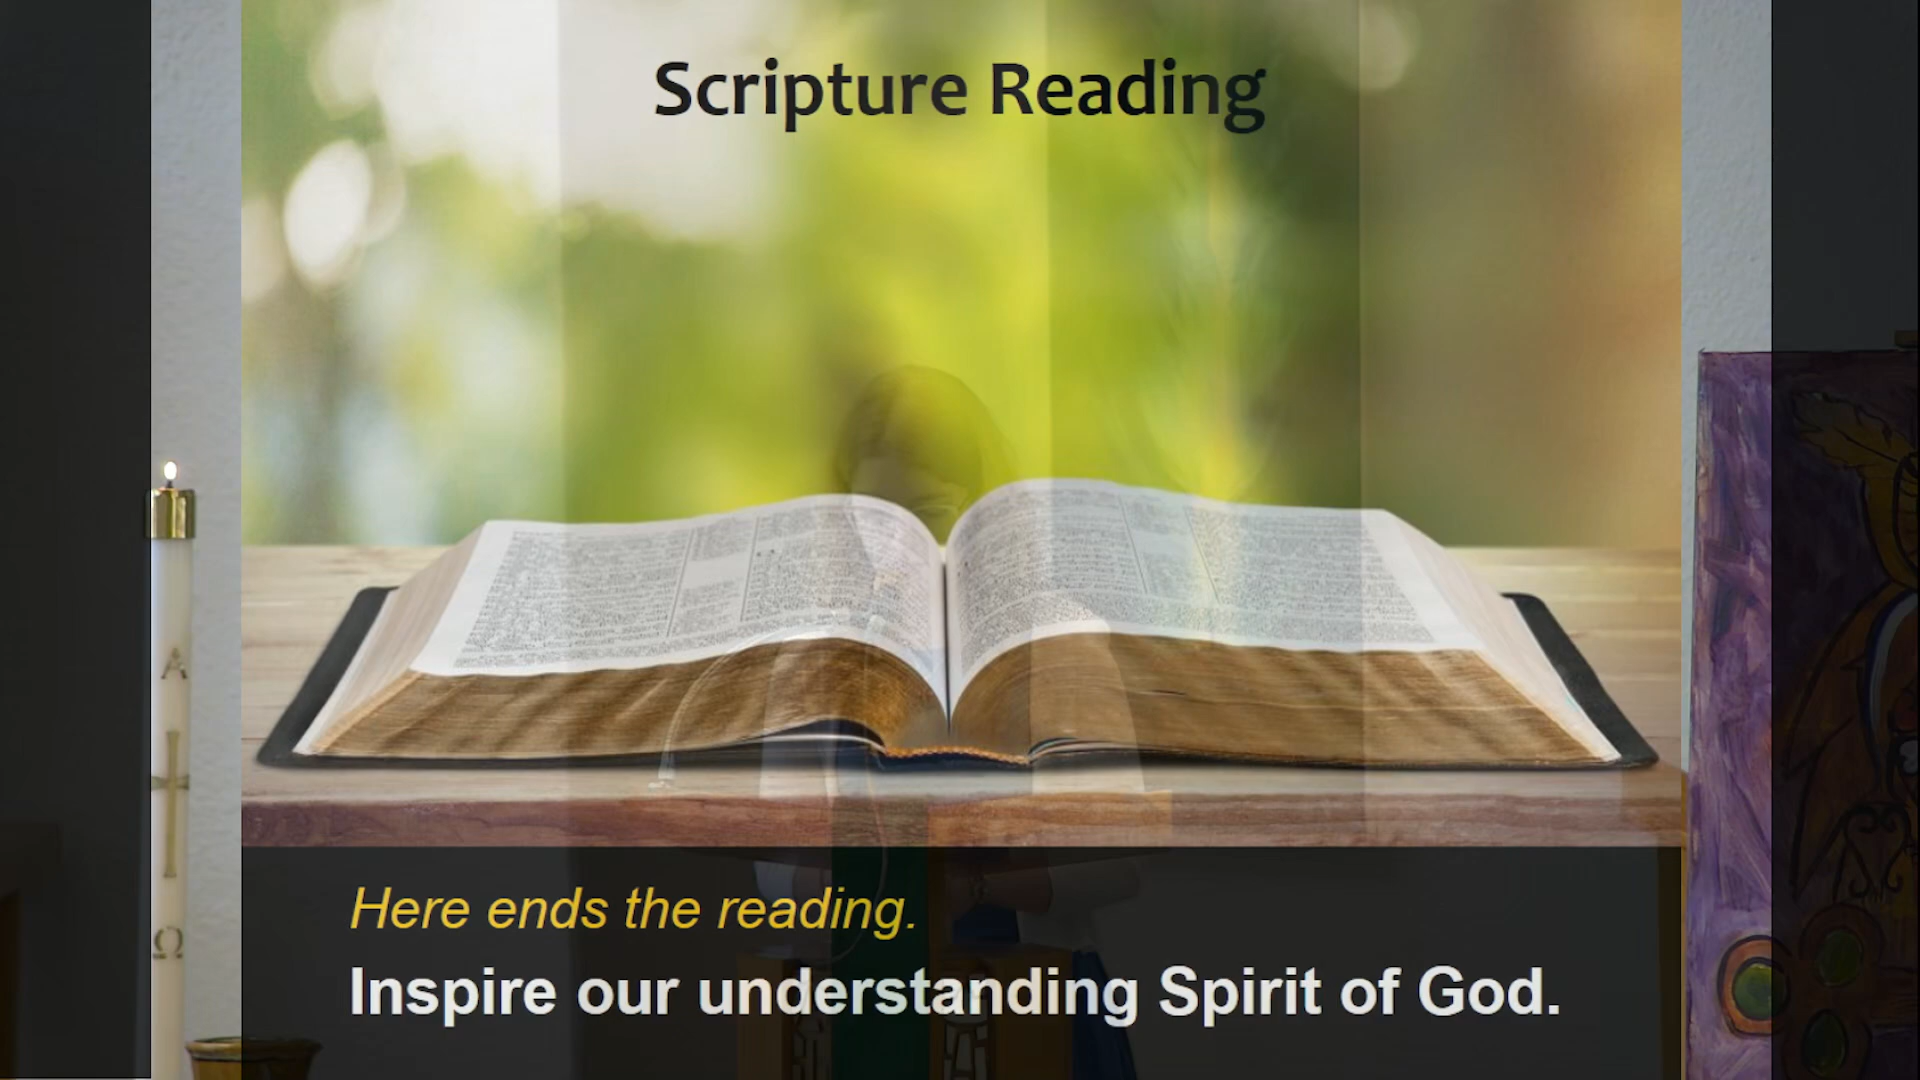 Scripture Reading
Α
Ω
Here ends the reading.
Inspire our understanding Spirit of God.